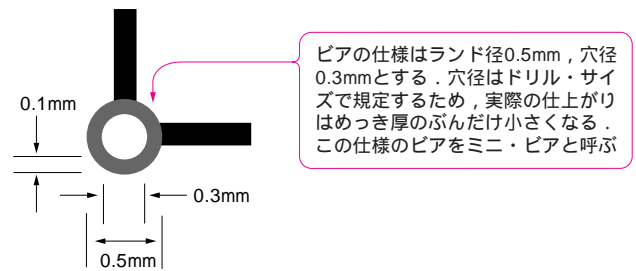 ビアの仕様はランド径0.5mm，穴径
0.3mmとする．穴径はドリル・サイ
ズで規定するため，実際の仕上がり
はめっき厚のぶんだけ小さくなる．
この仕様のビアをミニ・ビアと呼ぶ
0.1mm
0.3mm
0.5mm